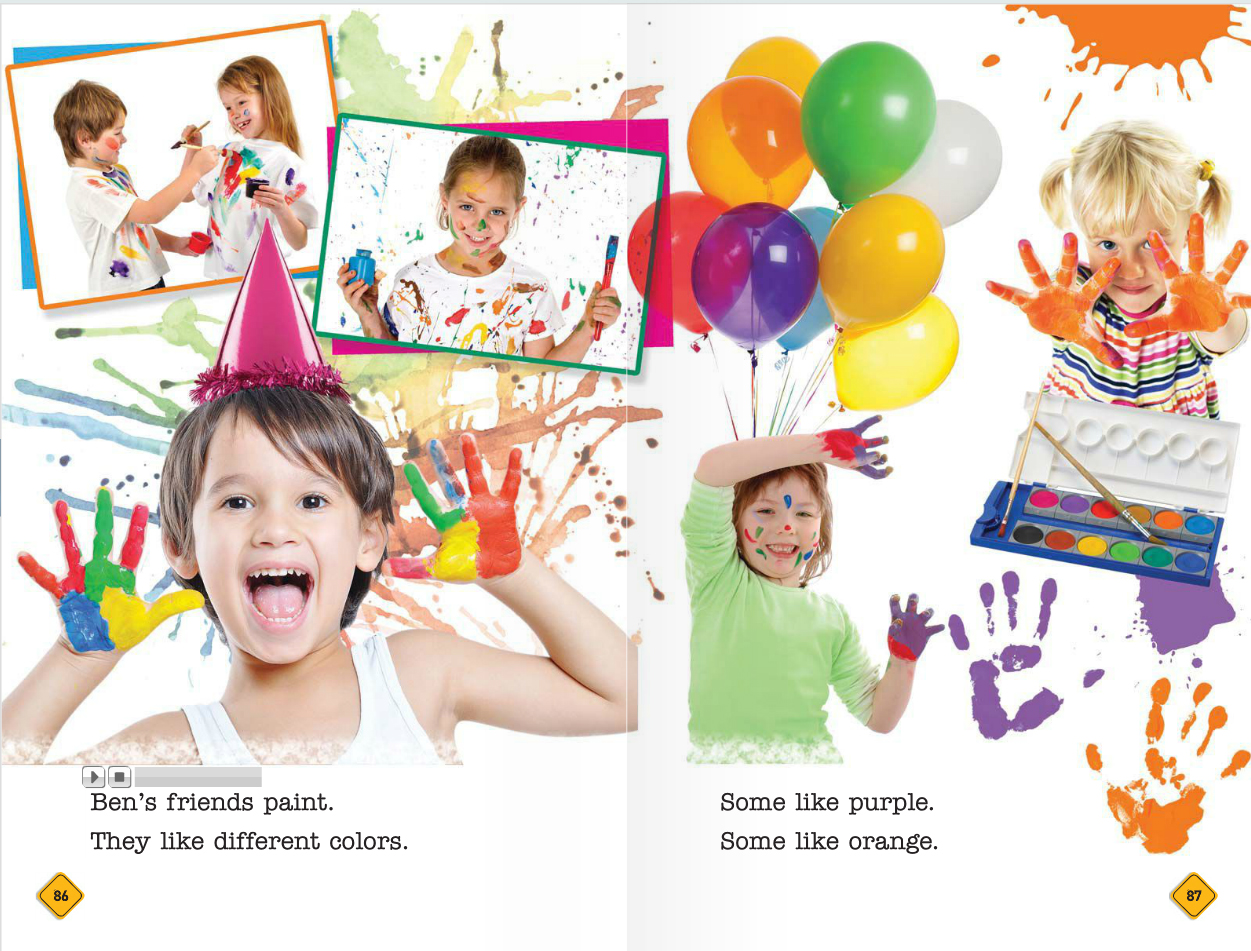 Ben's friends paint.
They like different colors.
86
Some like purple.
Some like orange.
87